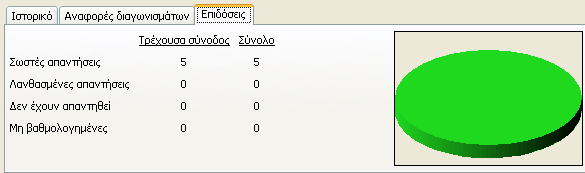 Ιστορικό Αναφορές διαγωνισμάτων Επιδόσεις
Τρέχουσα σύνοδος Σύνολο
Σωστές απαντήσεις 5 5
Λανθασμένες απαντήσεις 0 0
Δεν έχουν απαντηθεί 0 0
Μη βαθμολογημένες 0 0